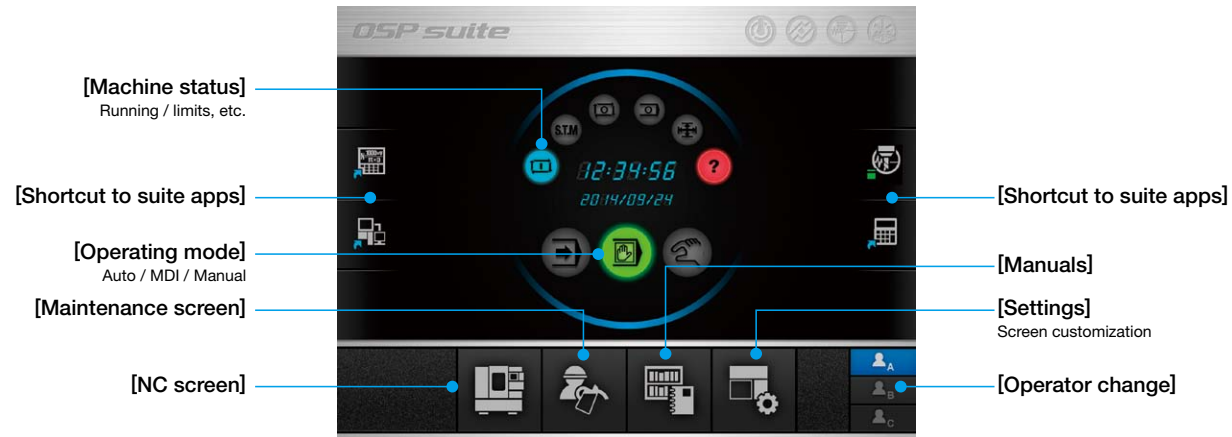 OSP suite
[Machine status]
Running / limits, etc.
S.T.M
?
12:34:56
2014/09/24
[Shortcut to suite apps]
[Shortcut to suite apps]
[Operating mode]
Auto / MDI / Manual
[Manuals]
[Maintenance screen]
[Settings]
Screen customization
[NC screen]
[Operator change]
A
B
C